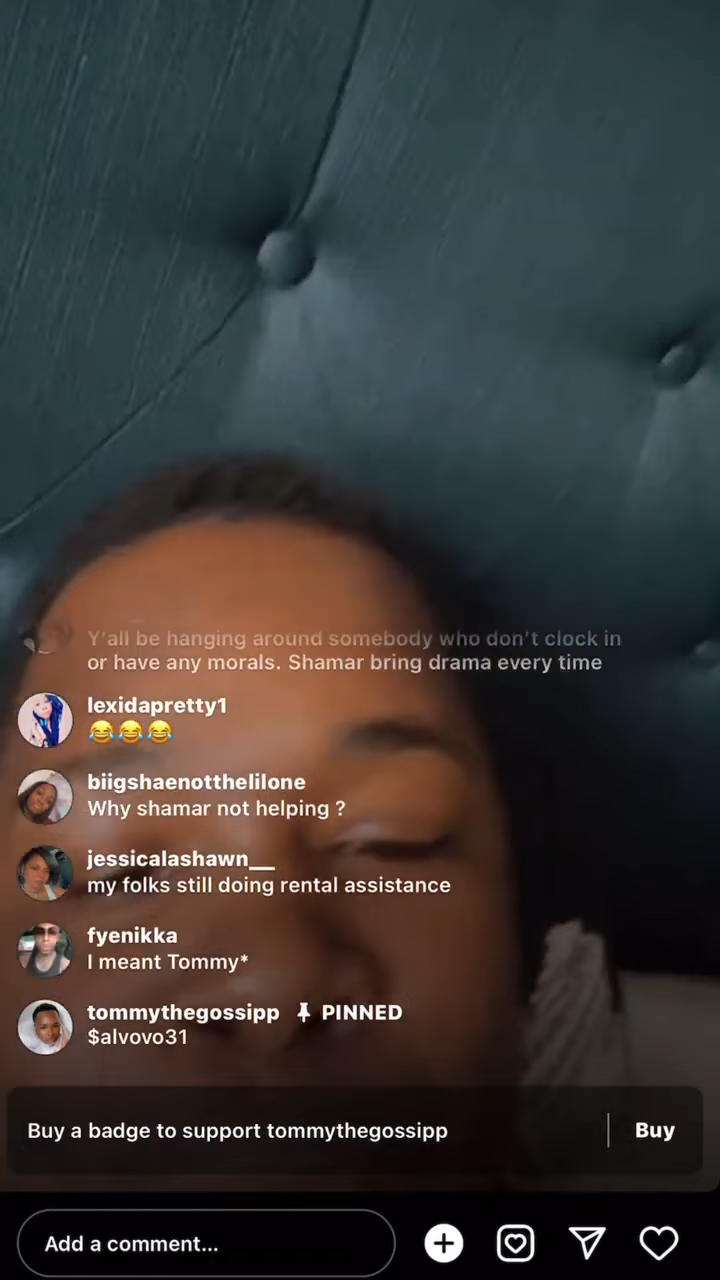 Y'all be hanging around somebody who don't clock in
or have any morals. Shamar bring drama every time
lexidapretty1
😂😂😂
biigshaenotthelilone
Why shamar not helping ?
jessicalashawn__
my folks still doing rental assistance
fyenikka
I meant Tommy*
tommythegossipp PINNED
$alvovo31
Buy a badge to support tommythegossipp
Buy
Add a comment...